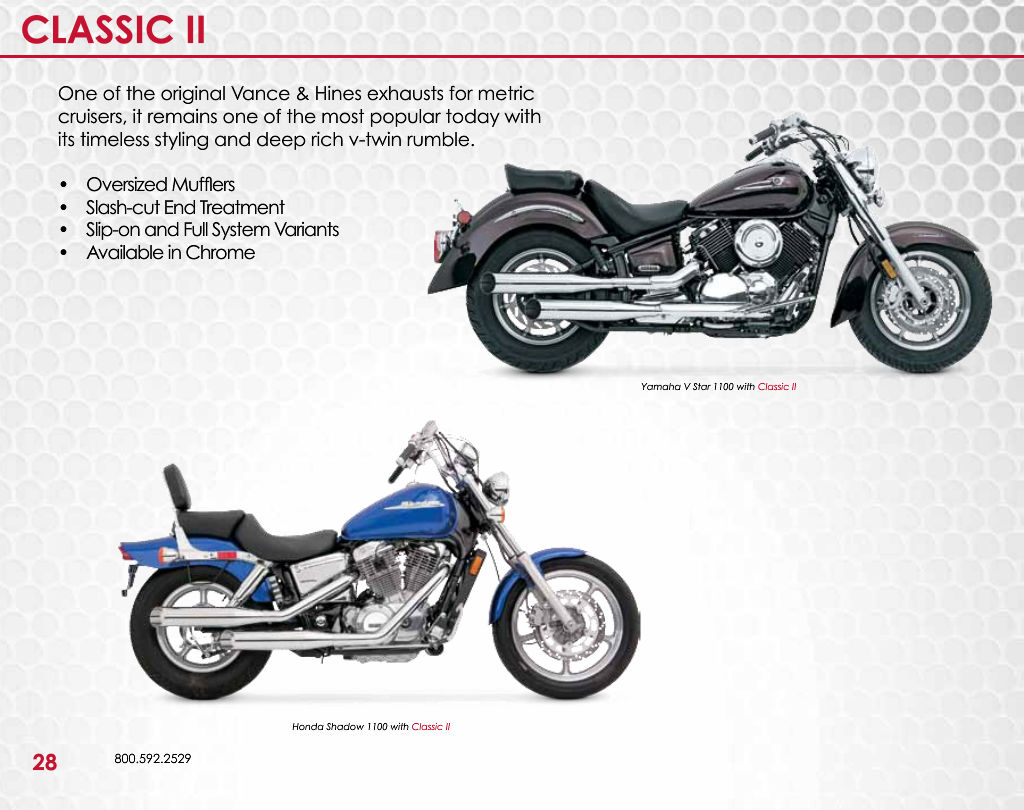 CLASSIC II
One of the original Vance & Hines exhausts for metric
cruisers, it remains one of the most popular today with
its timeless styling and deep rich v-twin rumble.
• Oversized Mufflers
• Slash-cut End Treatment
• Slip-on and Full System Variants
• Available in Chrome
Yamaha V Star 1100 with Classic II
Honda Shadow 1100 with Classic II
28
800.592.2529